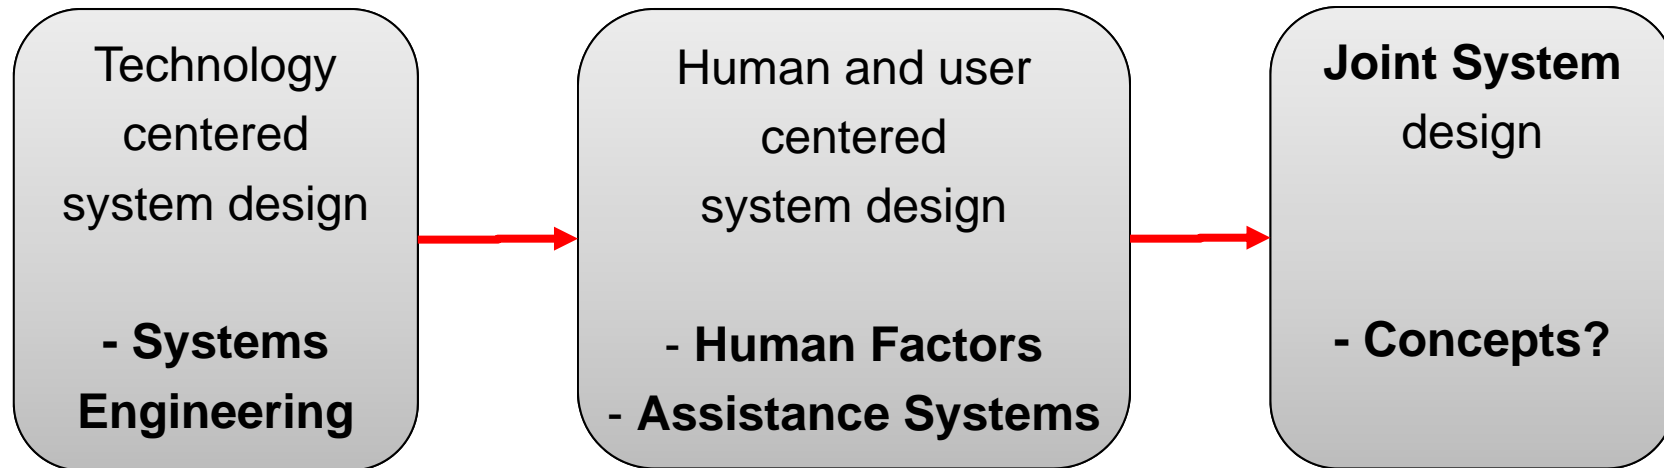 Technology
centered
system design
- Systems
Engineering
Human and user
centered
system design
- Human Factors
- Assistance Systems
Joint System
design
- Concepts?